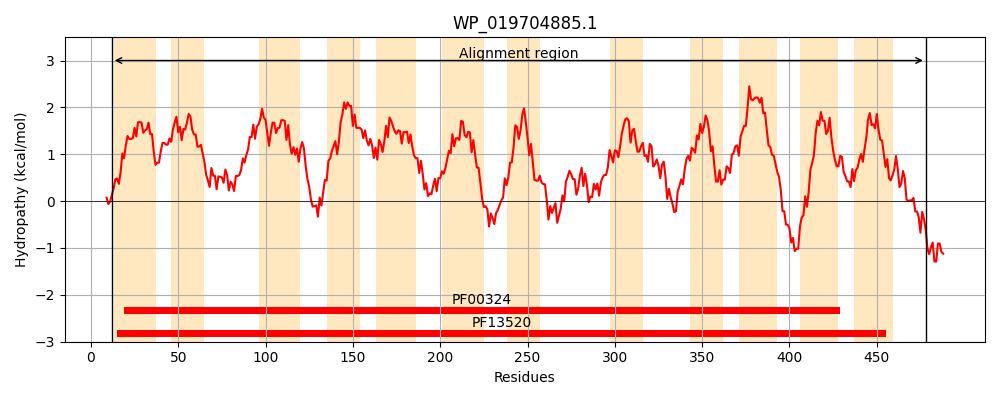 WP_019704885.1
Alignment region
Hydropathy (kcal/mol)
3
2
1
0
−1
−2
−3
PF00324
PF13520
0 50 100 150 200 250 300 350 400 450
Residues